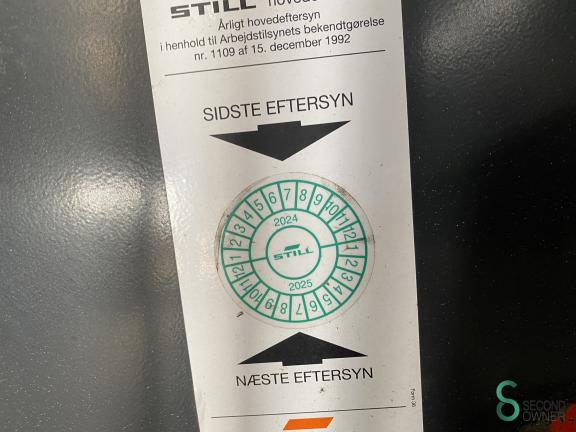 STILL
Årligt hovedeftersyn
i henhold til Arbejdstilsynets bekendtgørelse
nr. 1109 af 15. december 1992
SIDSTE EFTERSYN
1 2 3 4 5 6 7 8 9 10 11 12
2024
STILL
2025
1 2 3 4 5 6 7 8 9 10 11 12
NÆSTE EFTERSYN
SECOND
OWNER